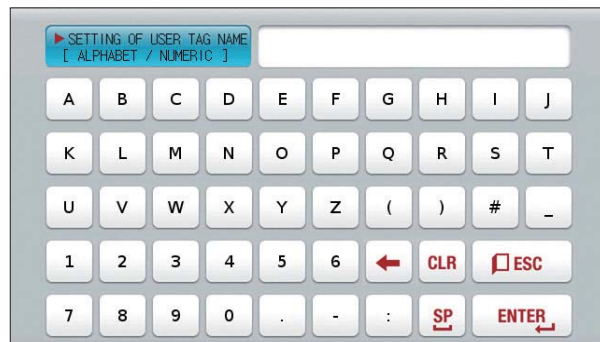 SETTING OF USER TAG NAME
[ ALPHABET / NUMERIC ]
A B C D E F G H I J
K L M N O P Q R S T
U V W X Y Z ( ) # _
1 2 3 4 5 6 CLR ESC
7 8 9 0 . - : SP ENTER